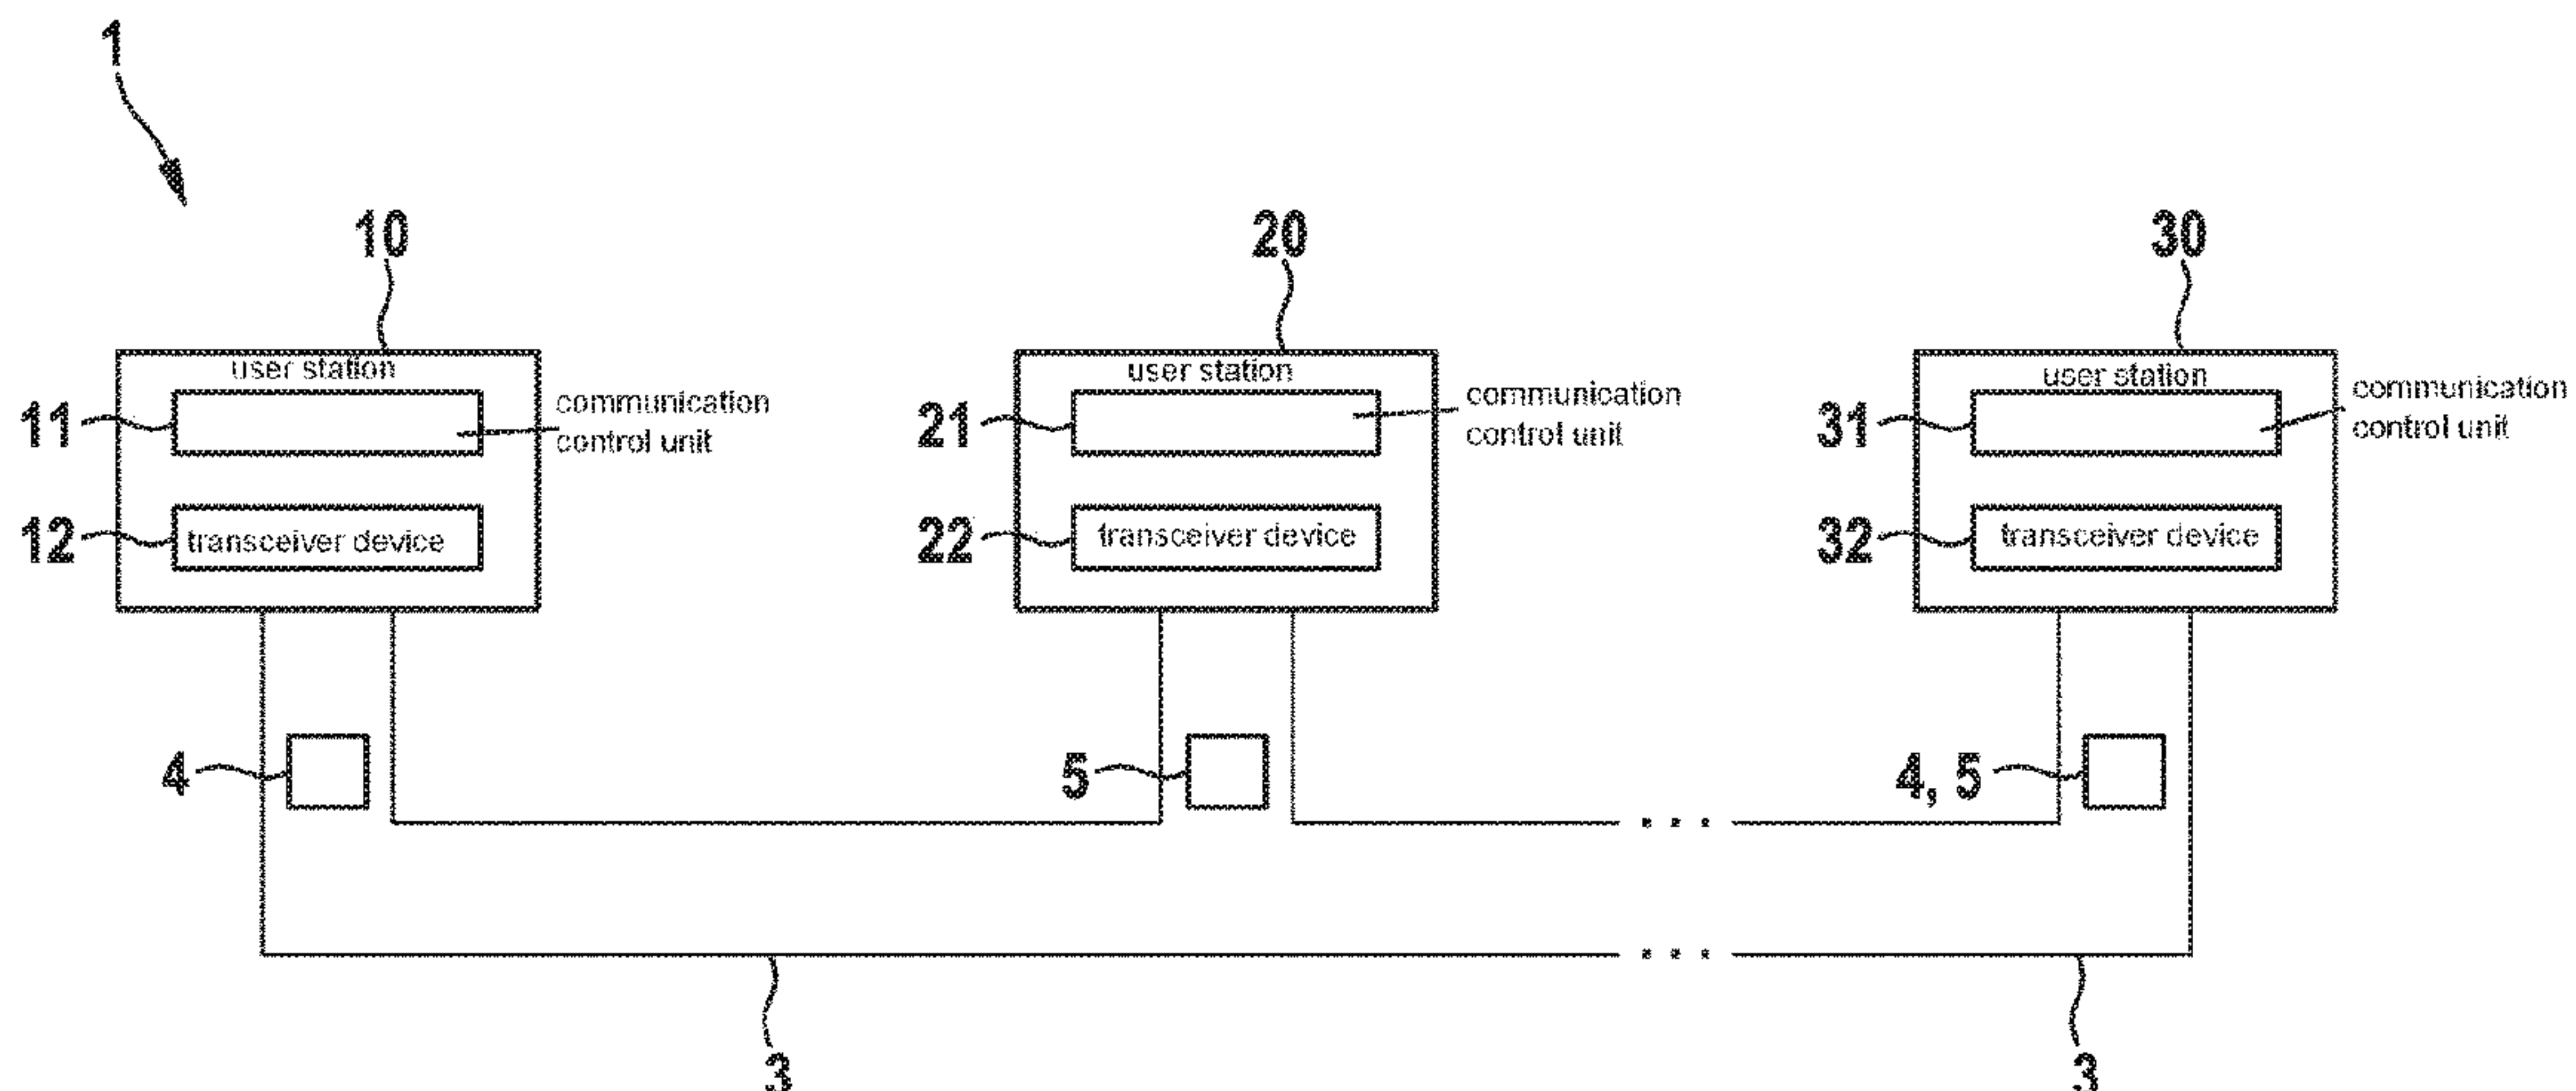 1
10
20
30
user station
user station
user station
11
communication
control unit
21
communication
control unit
31
communication
control unit
12
transceiver device
22
transceiver device
32
transceiver device
4
5
4, 5
3
3